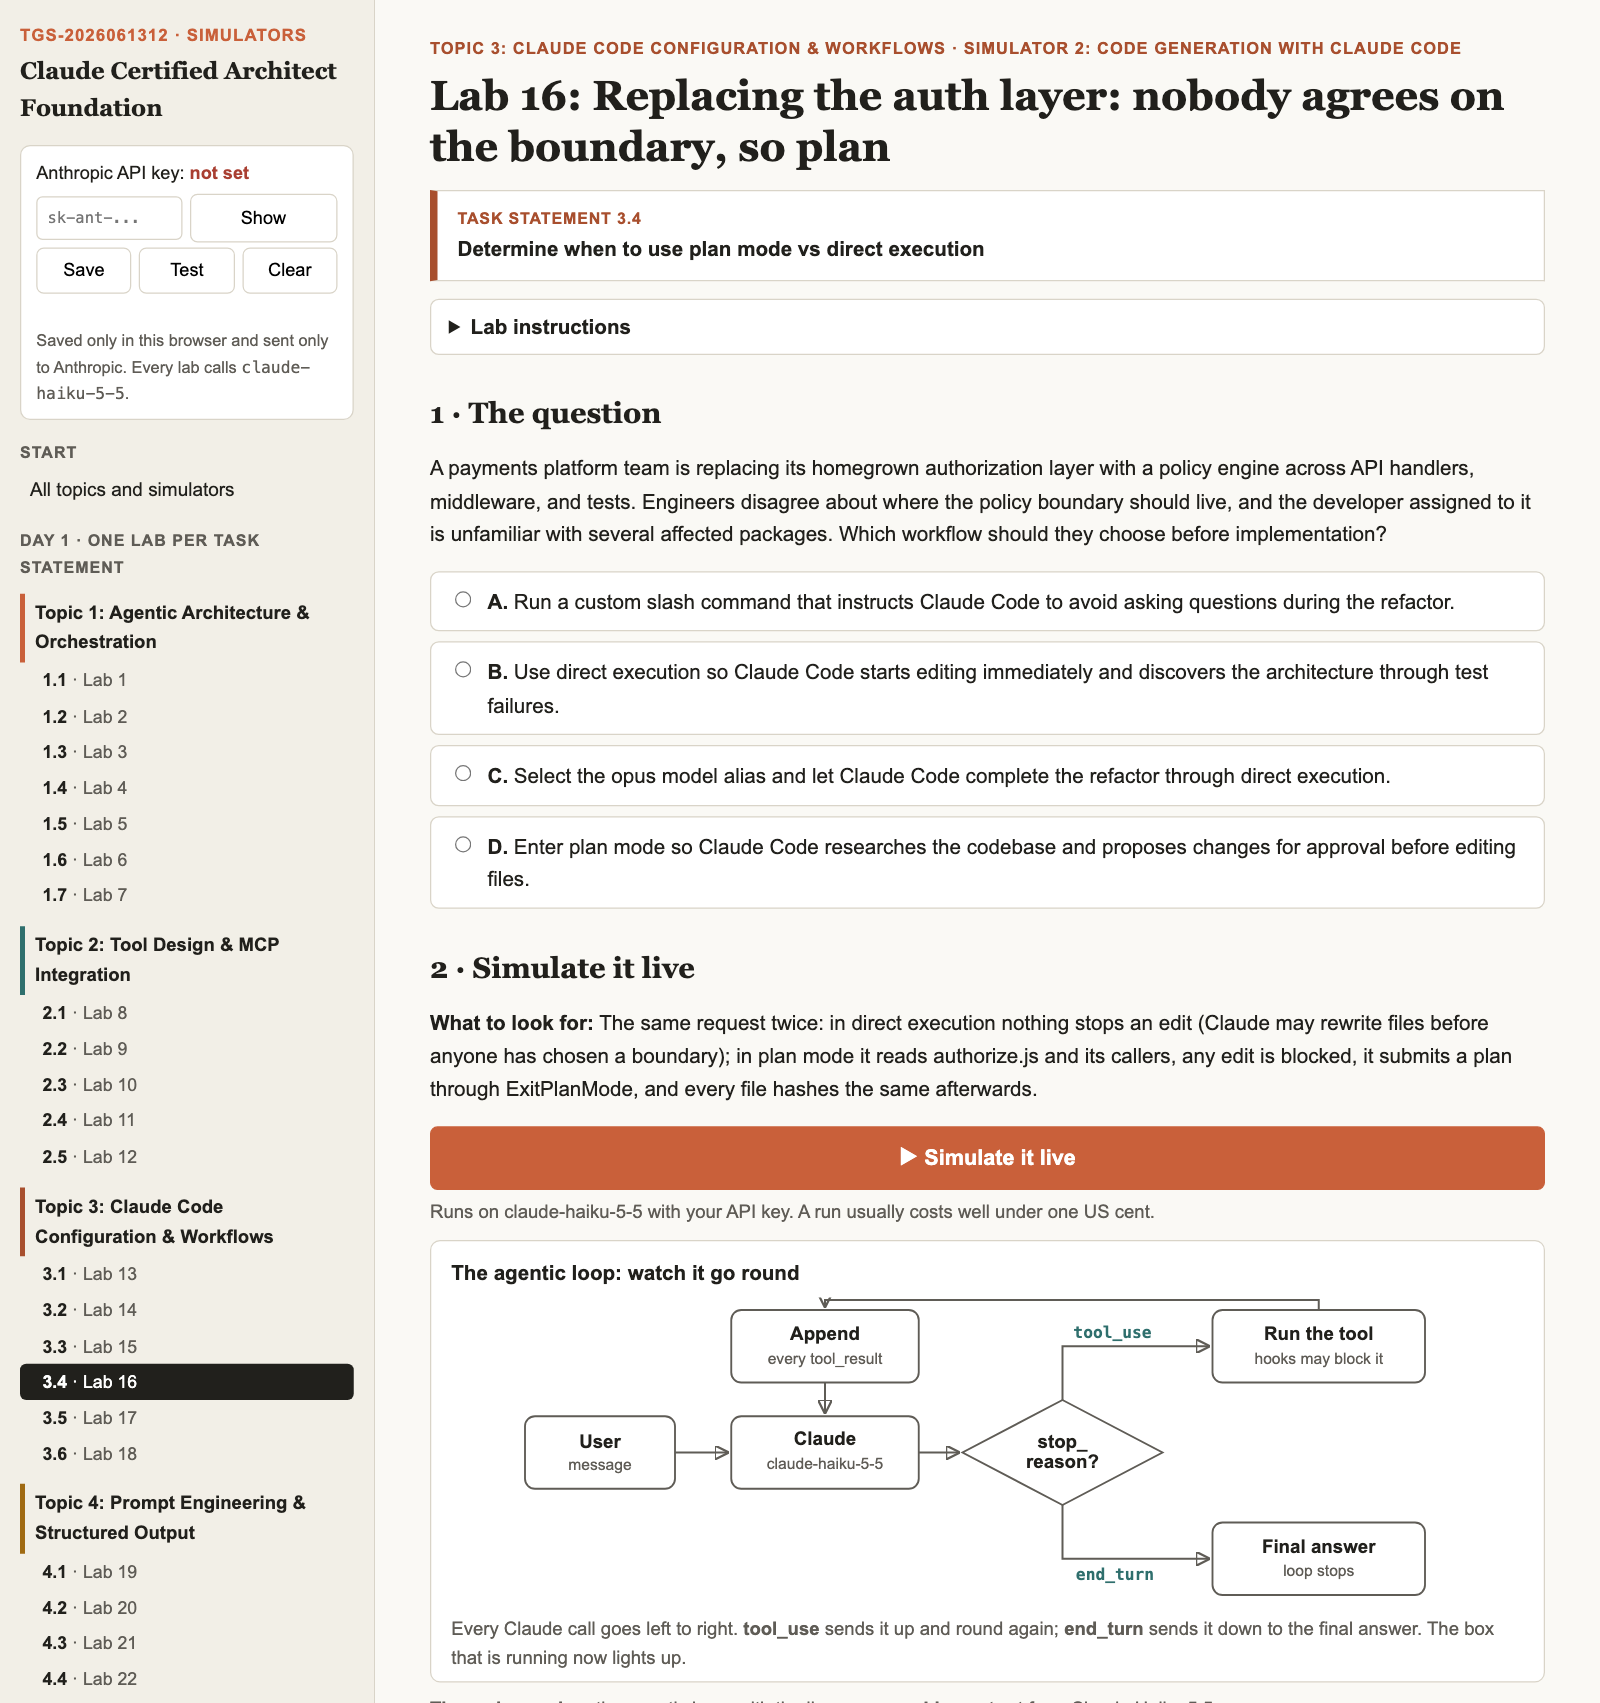 TGS-2026061312 · SIMULATORS
Claude Certified Architect
Foundation
Anthropic API key: not set
sk-ant-...
Show
Save
Test
Clear
Saved only in this browser and sent only
to Anthropic. Every lab calls claude-
haiku-5-5.
START
All topics and simulators
DAY 1 · ONE LAB PER TASK
STATEMENT
Topic 1: Agentic Architecture &
Orchestration
1.1 · Lab 1
1.2 · Lab 2
1.3 · Lab 3
1.4 · Lab 4
1.5 · Lab 5
1.6 · Lab 6
1.7 · Lab 7
Topic 2: Tool Design & MCP
Integration
2.1 · Lab 8
2.2 · Lab 9
2.3 · Lab 10
2.4 · Lab 11
2.5 · Lab 12
Topic 3: Claude Code
Configuration & Workflows
3.1 · Lab 13
3.2 · Lab 14
3.3 · Lab 15
3.4 · Lab 16
3.5 · Lab 17
3.6 · Lab 18
Topic 4: Prompt Engineering &
Structured Output
4.1 · Lab 19
4.2 · Lab 20
4.3 · Lab 21
4.4 · Lab 22
TOPIC 3: CLAUDE CODE CONFIGURATION & WORKFLOWS · SIMULATOR 2: CODE GENERATION WITH CLAUDE CODE
Lab 16: Replacing the auth layer: nobody agrees on
the boundary, so plan
TASK STATEMENT 3.4
Determine when to use plan mode vs direct execution
▶ Lab instructions
1 · The question
A payments platform team is replacing its homegrown authorization layer with a policy engine across API handlers,
middleware, and tests. Engineers disagree about where the policy boundary should live, and the developer assigned to it
is unfamiliar with several affected packages. Which workflow should they choose before implementation?
A. Run a custom slash command that instructs Claude Code to avoid asking questions during the refactor.
B. Use direct execution so Claude Code starts editing immediately and discovers the architecture through test
failures.
C. Select the opus model alias and let Claude Code complete the refactor through direct execution.
D. Enter plan mode so Claude Code researches the codebase and proposes changes for approval before editing
files.
2 · Simulate it live
What to look for: The same request twice: in direct execution nothing stops an edit (Claude may rewrite files before
anyone has chosen a boundary); in plan mode it reads authorize.js and its callers, any edit is blocked, it submits a plan
through ExitPlanMode, and every file hashes the same afterwards.
▶ Simulate it live
Runs on claude-haiku-5-5 with your API key. A run usually costs well under one US cent.
The agentic loop: watch it go round
Append
every tool_result
tool_use
Run the tool
hooks may block it
User
message
Claude
claude-haiku-5-5
stop_
reason?
Final answer
loop stops
end_turn
Every Claude call goes left to right. tool_use sends it up and round again; end_turn sends it down to the final answer. The box
that is running now lights up.